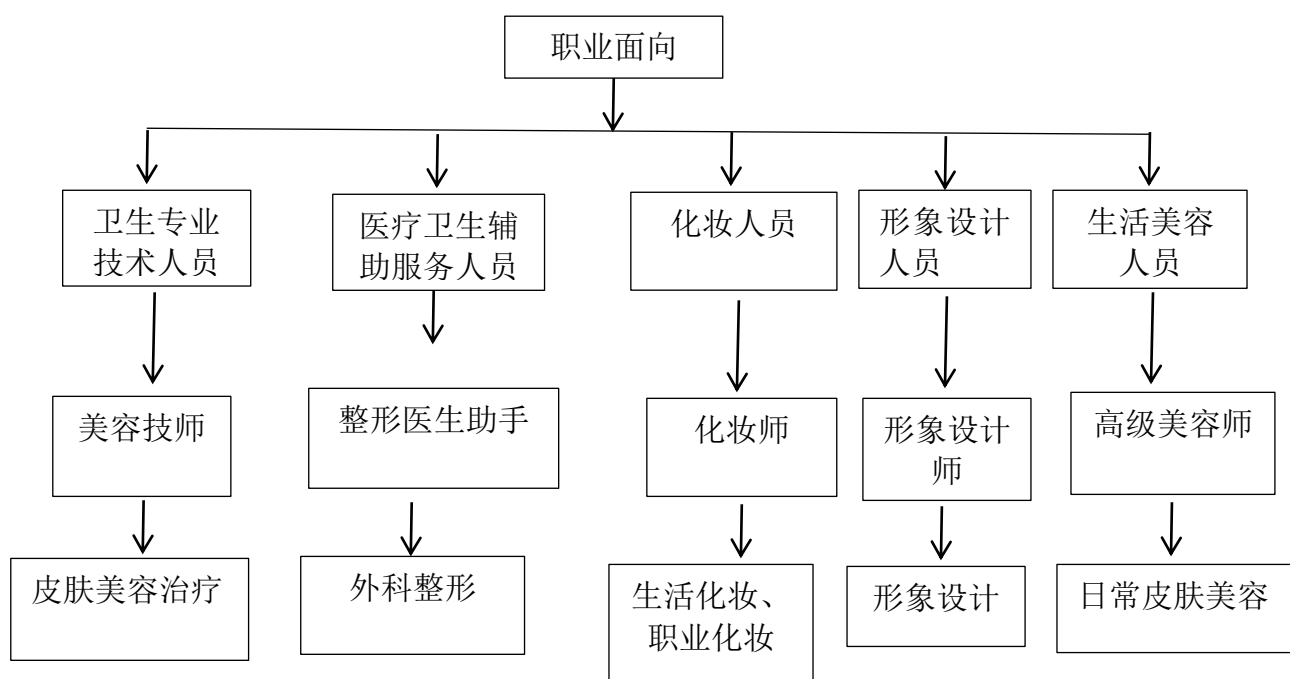 职业面向
卫生专业
技术人员
医疗卫生辅
助服务人员
化妆人员
形象设计
人员
生活美容
人员
美容技师
整形医生助手
化妆师
形象设计
师
高级美容师
皮肤美容治疗
外科整形
生活化妆、
职业化妆
形象设计
日常皮肤美容